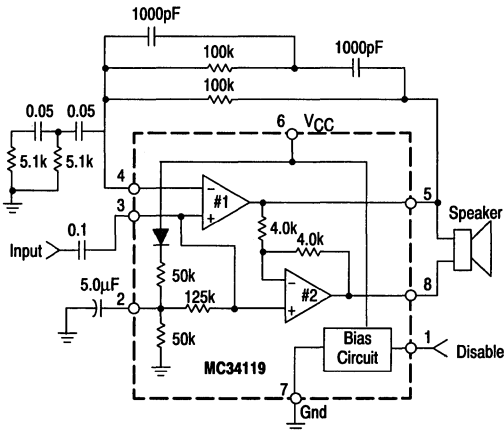 1000pF
100k
1000pF
100k
0.05 0.05
5.1k 5.1k
6 VCC
4
3
#1
5
Speaker
4.0k
4.0k
0.1
Input
50k
8
5.0µF
2
125k
#2
50k
Bias
Circuit
1
Disable
MC34119
7
Gnd
− + − +